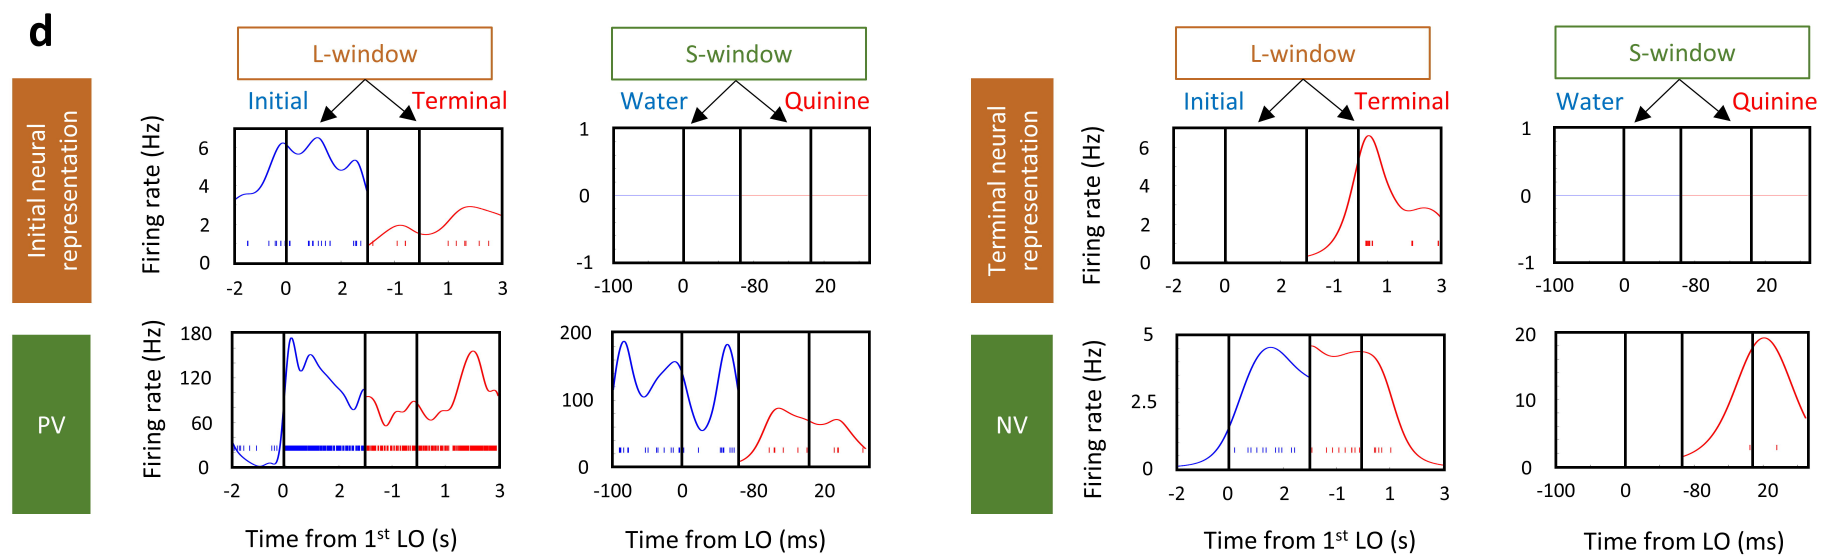 d
L-window
S-window
L-window
S-window
Initial
Terminal
Water
Quinine
Initial
Terminal
Water
Quinine
Initial neural
representation
Firing rate (Hz)
6
4
2
0
-2
0
2
-1
1
3
1
0
-1
-100
0
-80
20
Terminal neural
representation
Firing rate (Hz)
6
4
2
0
-2
0
2
-1
1
3
1
0
-1
-100
0
-80
20
PV
Firing rate (Hz)
180
120
60
0
-2
0
2
-1
1
3
200
100
0
-100
0
-80
20
NV
Firing rate (Hz)
5
2.5
0
-2
0
2
-1
1
3
20
10
0
-100
0
-80
20
Time from 1st LO (s)
Time from LO (ms)
Time from 1st LO (s)
Time from LO (ms)